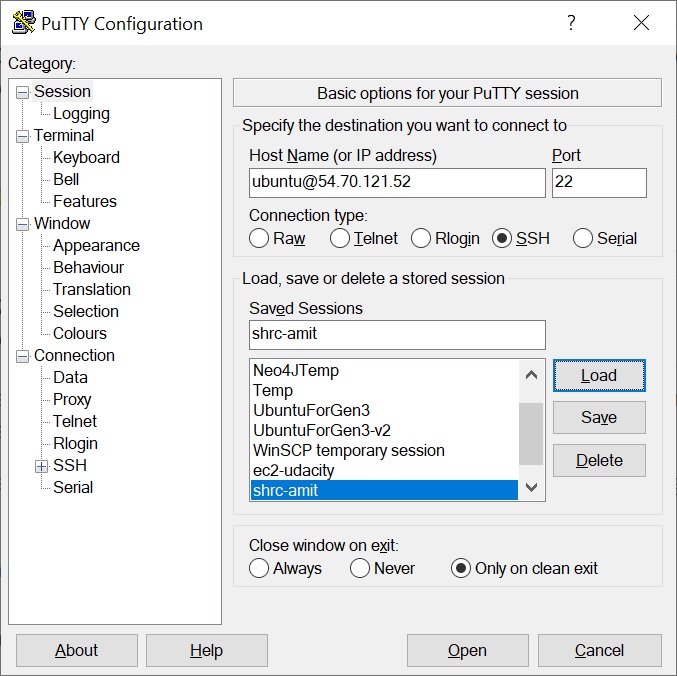 PuTTY Configuration
?
Category:
Session
Logging
Terminal
Keyboard
Bell
Features
Window
Appearance
Behaviour
Translation
Selection
Colours
Connection
Data
Proxy
Telnet
Rlogin
SSH
Serial
Basic options for your PuTTY session
Specify the destination you want to connect to
Host Name (or IP address) Port
ubuntu@54.70.121.52 22
Connection type:
Raw Telnet Rlogin SSH Serial
Load, save or delete a stored session
Saved Sessions
shrc-amit
Neo4JTemp
Temp
UbuntuForGen3
UbuntuForGen3-v2
WinSCP temporary session
ec2-udacity
shrc-amit
Load
Save
Delete
Close window on exit:
Always Never Only on clean exit
About Help Open Cancel